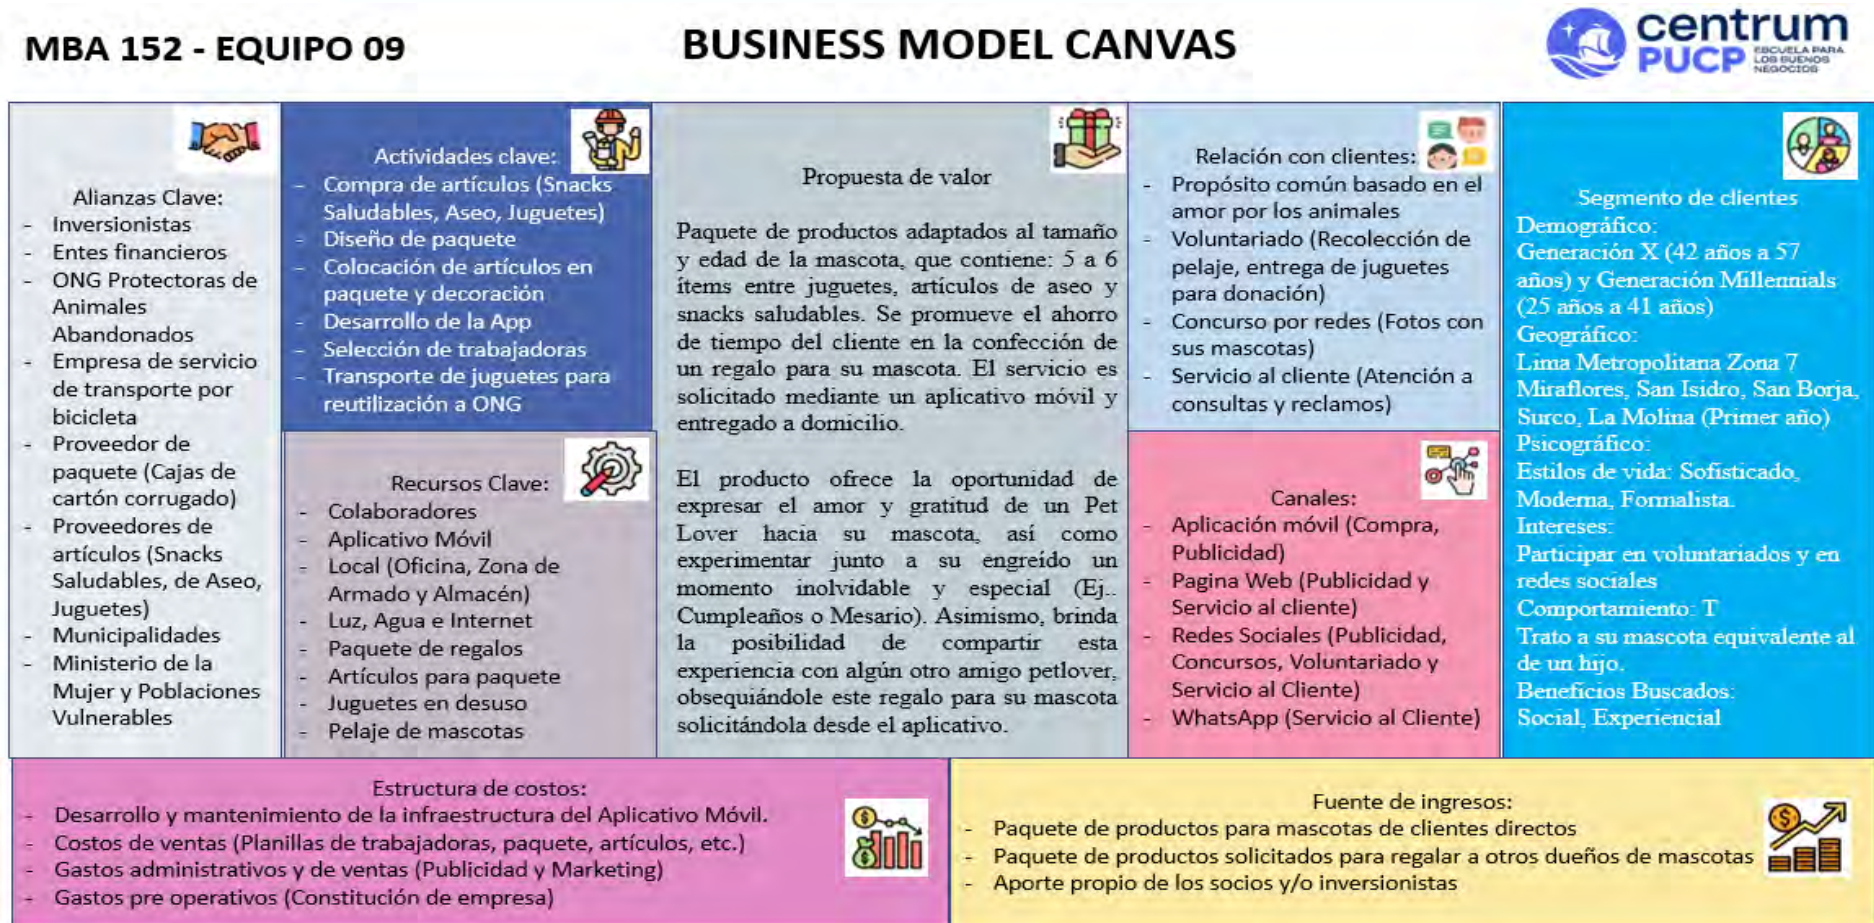 MBA 152 - EQUIPO 09
BUSINESS MODEL CANVAS
centrum
PUCP
ESCUELA PARA
LOS BUENOS
NEGOCIOS
Alianzas Clave:
- Inversionistas
- Entes financieros
- ONG Protectoras de
Animales
Abandonados
- Empresa de servicio
de transporte por
bicicleta
- Proveedor de
paquete (Cajas de
cartón corrugado)
- Proveedores de
artículos (Snacks
Saludables, de Aseo,
Juguetes)
- Municipalidades
- Ministerio de la
Mujer y Poblaciones
Vulnerables
Actividades clave:
- Compra de artículos (Snacks
Saludables, Aseo, Juguetes)
- Diseño de paquete
- Colocación de artículos en
paquete y decoración
- Desarrollo de la App
- Selección de trabajadoras
- Transporte de juguetes para
reutilización a ONG
Recursos Clave:
- Colaboradores
- Aplicativo Móvil
- Local (Oficina, Zona de
Armado y Almacén)
- Luz, Agua e Internet
- Paquete de regalos
- Artículos para paquete
- Juguetes en desuso
- Pelaje de mascotas
Propuesta de valor
Paquete de productos adaptados al tamaño
y edad de la mascota, que contiene: 5 a 6
ítems entre juguetes, artículos de aseo y
snacks saludables. Se promueve el ahorro
de tiempo del cliente en la confección de
un regalo para su mascota. El servicio es
solicitado mediante un aplicativo móvil y
entregado a domicilio.
El producto ofrece la oportunidad de
expresar el amor y gratitud de un Pet
Lover hacia su mascota, así como
experimentar junto a su engreído un
momento inolvidable y especial (Ej..
Cumpleaños o Mesario). Asimismo, brinda
la posibilidad de compartir esta
experiencia con algún otro amigo petlover,
obsequiándole este regalo para su mascota
solicitándola desde el aplicativo.
Relación con clientes:
- Propósito común basado en el
amor por los animales
- Voluntariado (Recolección de
pelaje, entrega de juguetes
para donación)
- Concurso por redes (Fotos con
sus mascotas)
- Servicio al cliente (Atención a
consultas y reclamos)
Canales:
- Aplicación móvil (Compra,
Publicidad)
- Pagina Web (Publicidad y
Servicio al cliente)
- Redes Sociales (Publicidad,
Concursos, Voluntariado y
Servicio al Cliente)
- WhatsApp (Servicio al Cliente)
Segmento de clientes
Demográfico:
Generación X (42 años a 57
años) y Generación Millennials
(25 años a 41 años)
Geográfico:
Lima Metropolitana Zona 7
Miraflores, San Isidro, San Borja,
Surco, La Molina (Primer año)
Psicográfico:
Estilos de vida: Sofisticado,
Moderna, Formalista.
Intereses:
Participar en voluntariados y en
redes sociales
Comportamiento: T
Trato a su mascota equivalente al
de un hijo.
Beneficios Buscados:
Social, Experiencial
Estructura de costos:
- Desarrollo y mantenimiento de la infraestructura del Aplicativo Móvil.
- Costos de ventas (Planillas de trabajadoras, paquete, artículos, etc.)
- Gastos administrativos y de ventas (Publicidad y Marketing)
- Gastos pre operativos (Constitución de empresa)
Fuente de ingresos:
- Paquete de productos para mascotas de clientes directos
- Paquete de productos solicitados para regalar a otros dueños de mascotas
- Aporte propio de los socios y/o inversionistas